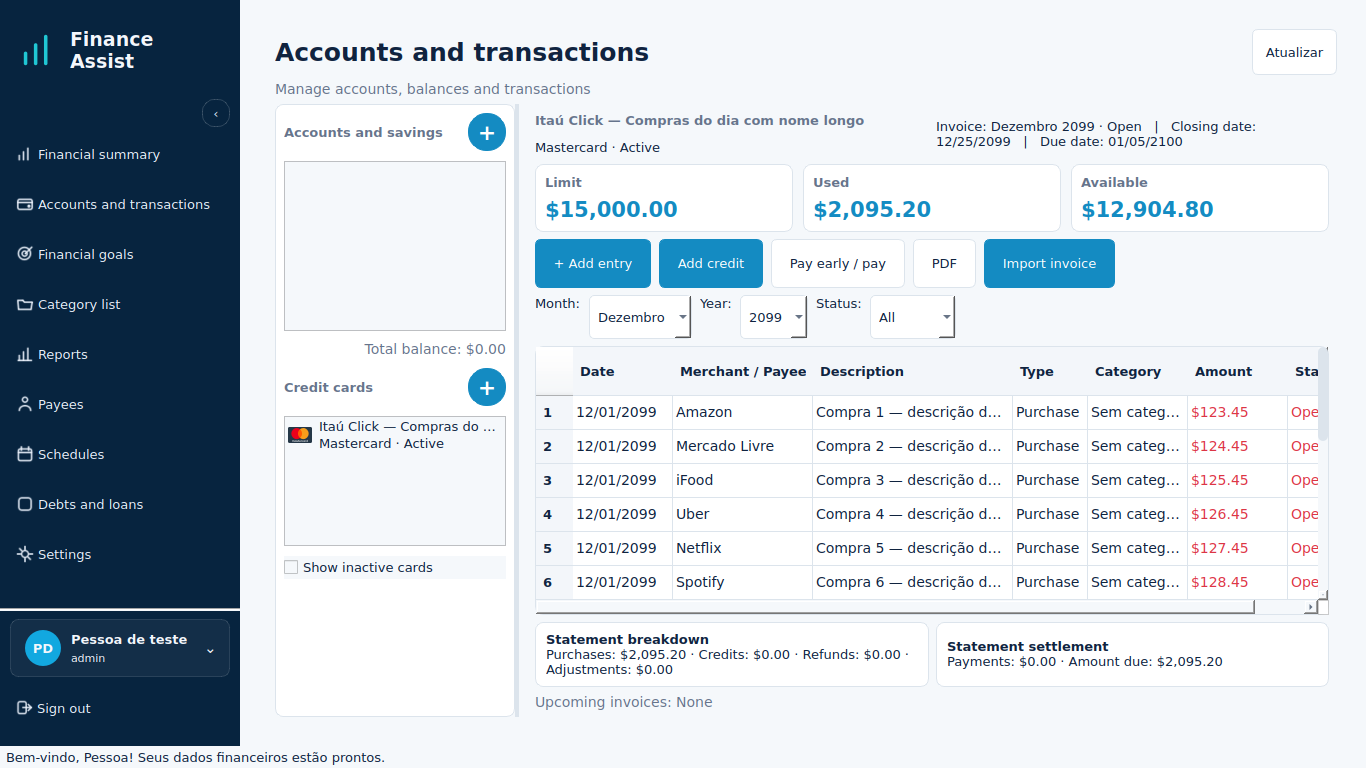 Finance
Assist
‹
Financial summary
Accounts and transactions
Financial goals
Category list
Reports
Payees
Schedules
Debts and loans
Settings
PD
Pessoa de teste
admin
Sign out
Bem-vindo, Pessoa! Seus dados financeiros estão prontos.
Accounts and transactions
Manage accounts, balances and transactions
Atualizar
Accounts and savings
+
Total balance: $0.00
Credit cards
+
Itaú Click — Compras do ...
Mastercard · Active
Show inactive cards
Itaú Click — Compras do dia com nome longo
Mastercard · Active
Invoice: Dezembro 2099 · Open | Closing date:
12/25/2099 | Due date: 01/05/2100
Limit
$15,000.00
Used
$2,095.20
Available
$12,904.80
+ Add entry
Add credit
Pay early / pay
PDF
Import invoice
Month: Dezembro Year: 2099 Status: All
Date Merchant / Payee Description Type Category Amount Sta
1 12/01/2099 Amazon Compra 1 — descrição d... Purchase Sem categ... $123.45 Ope
2 12/01/2099 Mercado Livre Compra 2 — descrição d... Purchase Sem categ... $124.45 Ope
3 12/01/2099 iFood Compra 3 — descrição d... Purchase Sem categ... $125.45 Ope
4 12/01/2099 Uber Compra 4 — descrição d... Purchase Sem categ... $126.45 Ope
5 12/01/2099 Netflix Compra 5 — descrição d... Purchase Sem categ... $127.45 Ope
6 12/01/2099 Spotify Compra 6 — descrição d... Purchase Sem categ... $128.45 Ope
Statement breakdown
Purchases: $2,095.20 · Credits: $0.00 · Refunds: $0.00 ·
Adjustments: $0.00
Statement settlement
Payments: $0.00 · Amount due: $2,095.20
Upcoming invoices: None